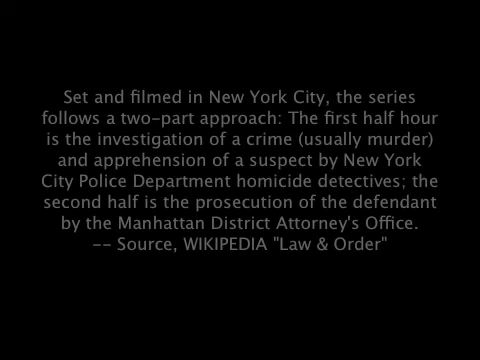 Set and filmed in New York City, the series
follows a two-part approach: The first half hour
is the investigation of a crime (usually murder)
and apprehension of a suspect by New York
City Police Department homicide detectives; the
second half is the prosecution of the defendant
by the Manhattan District Attorney's Office.
-- Source, WIKIPEDIA "Law & Order"